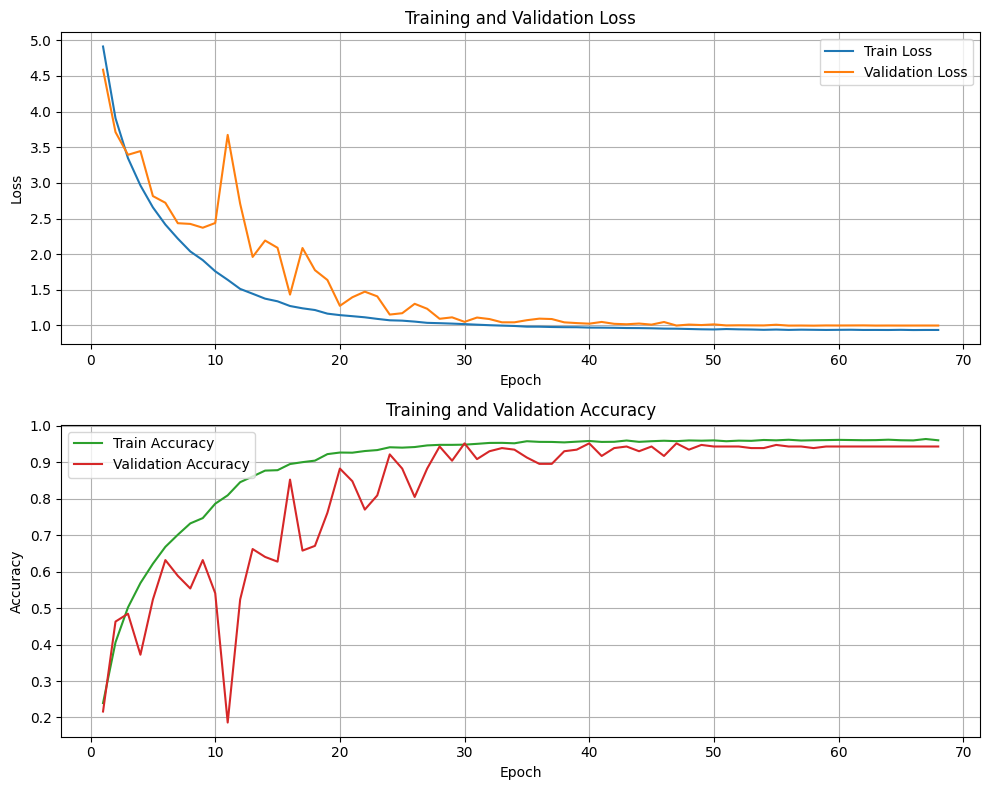 Training and Validation Loss
5.0
4.5
4.0
3.5
3.0
2.5
2.0
1.5
1.0
Loss
Train Loss
Validation Loss
0 10 20 30 40 50 60 70
Epoch
Training and Validation Accuracy
1.0
0.9
0.8
0.7
0.6
0.5
0.4
0.3
0.2
Accuracy
Train Accuracy
Validation Accuracy
0 10 20 30 40 50 60 70
Epoch